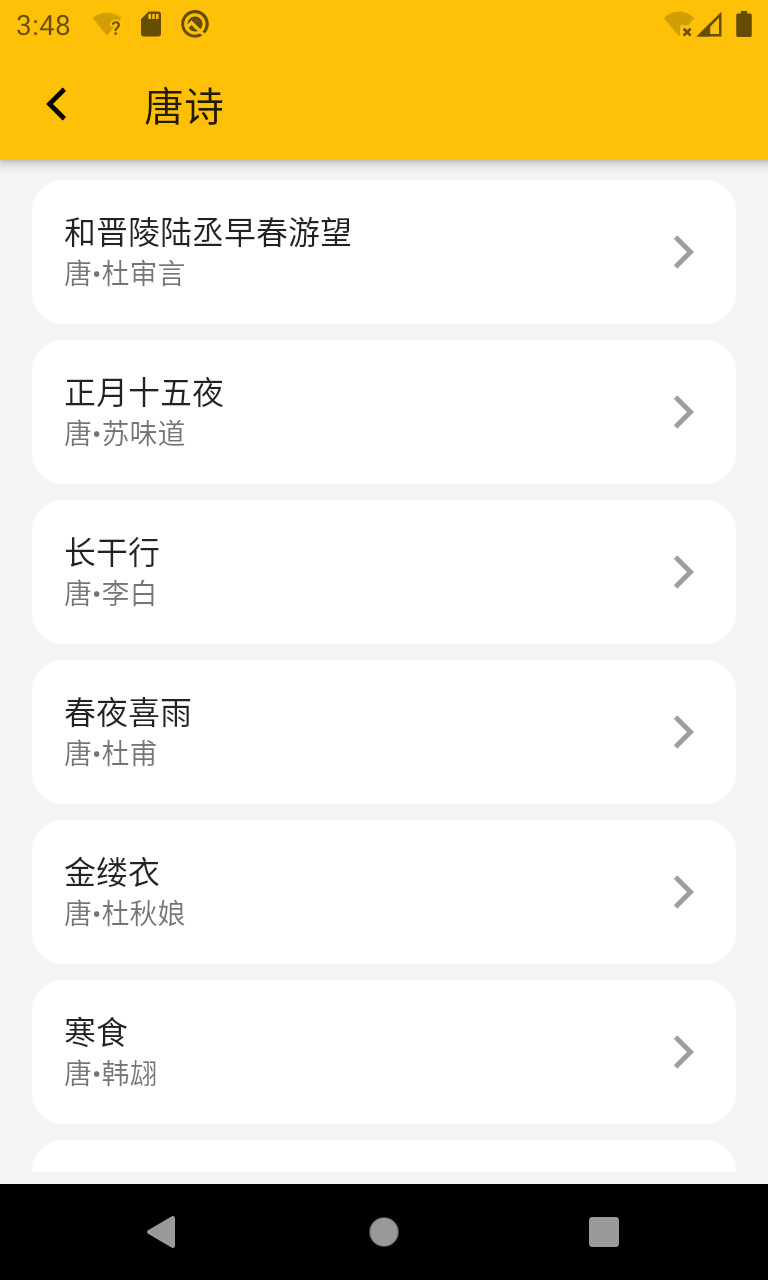 3:48
唐诗
和晋陵陆丞早春游望
唐•杜审言
正月十五夜
唐•苏味道
长干行
唐•李白
春夜喜雨
唐•杜甫
金缕衣
唐•杜秋娘
寒食
唐•韩翃